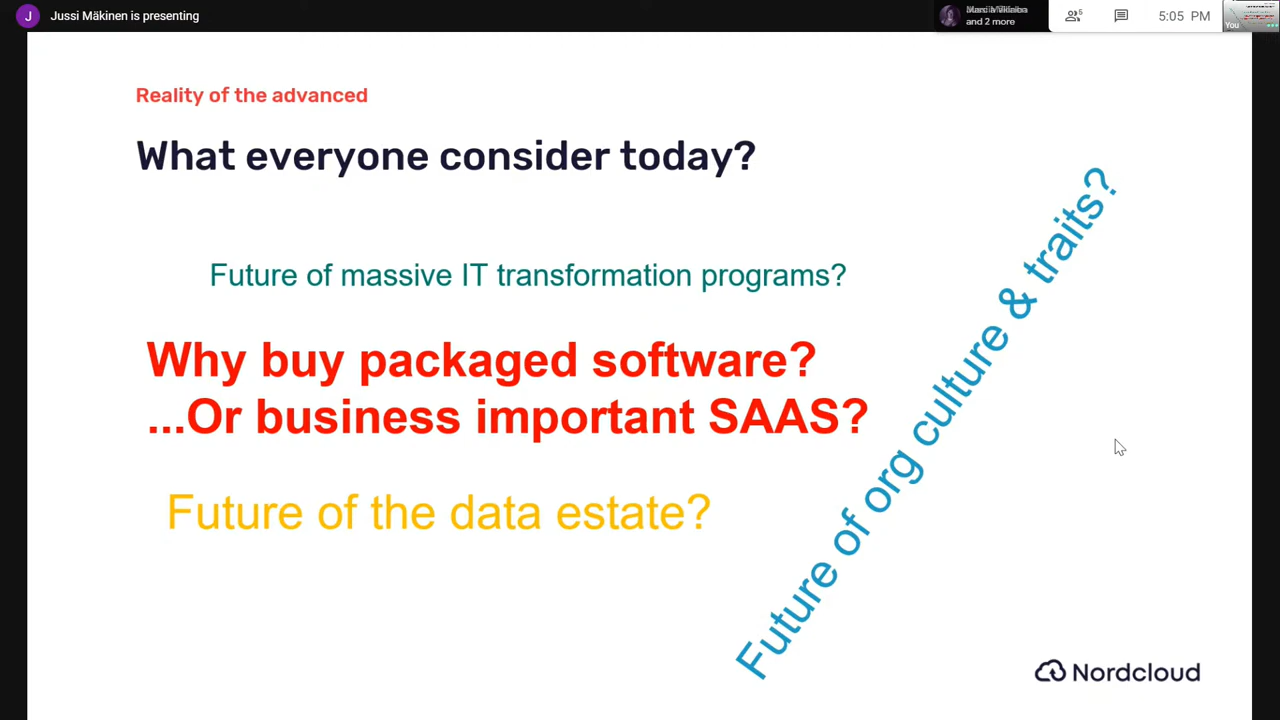 J
Jussi Mäkinen is presenting
and 2 more
5
5:05 PM
You
Reality of the advanced
What everyone consider today?
Future of massive IT transformation programs?
Why buy packaged software?
...Or business important SAAS?
Future of the data estate?
Future of org culture & traits?
Nordcloud